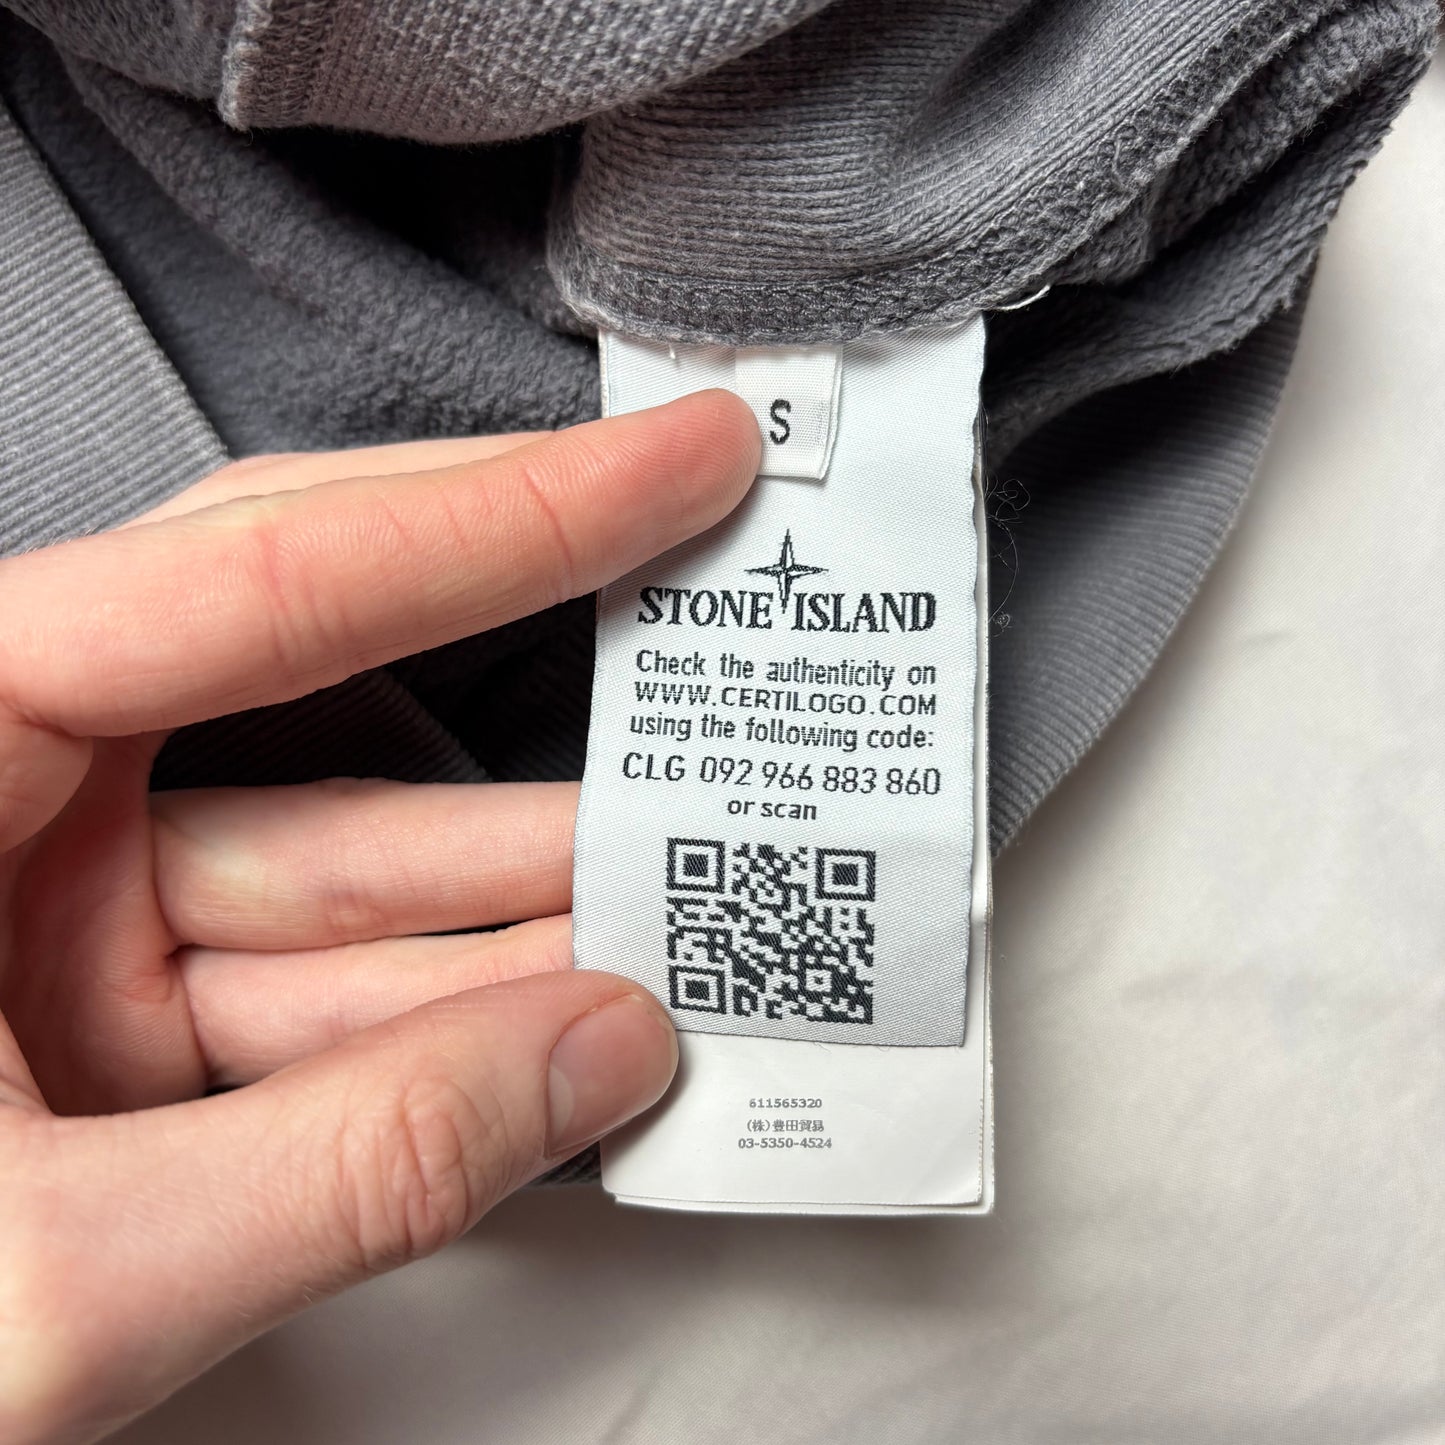 S
STONE ISLAND
Check the authenticity on
WWW.CERTILOGO.COM
using the following code:
CLG 092 966 883 860
or scan
611565320
(株)豊田貿易
03-5350-4524